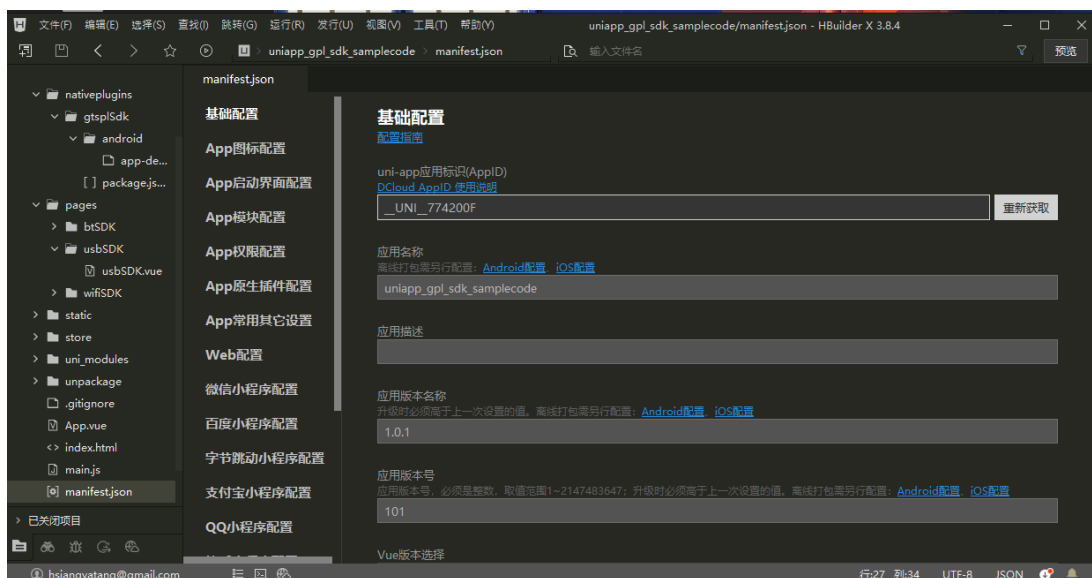 文件(F) 编辑(E) 选择(S) 查找(I) 跳转(G) 运行(R) 发行(U) 视图(V) 工具(T) 帮助(Y) uniapp_gpl_sdk_samplecode/manifest.json - HBuilder X 3.8.4
uniapp_gpl_sdk_samplecode > manifest.json 输入文件名 预览
nativeplugins
gtsplSdk
android
app-de...
[ ] package.js...
pages
btSDK
usbSDK
usbSDK.vue
wifiSDK
static
store
uni_modules
unpackage
.gitignore
App.vue
<> index.html
main.js
manifest.json
已关闭项目
manifest.json
基础配置
App图标配置
App启动界面配置
App模块配置
App权限配置
App原生插件配置
App常用其它设置
Web配置
微信小程序配置
百度小程序配置
字节跳动小程序配置
支付宝小程序配置
QQ小程序配置
基础配置
配置指南
uni-app应用标识(AppID)
DCloud AppID 使用说明
__UNI__774200F 重新获取
应用名称
离线打包需另行配置：Android配置、iOS配置
uniapp_gpl_sdk_samplecode
应用描述
应用版本名称
升级时必须高于上一次设置的值。离线打包需另行配置：Android配置、iOS配置
1.0.1
应用版本号
应用版本号，必须是整数，取值范围1~2147483647；升级时必须高于上一次设置的值。离线打包需另行配置：Android配置、iOS配置
101
Vue版本选择
hsiangyatang@gmail.com 行:27 列:34 UTF-8 JSON